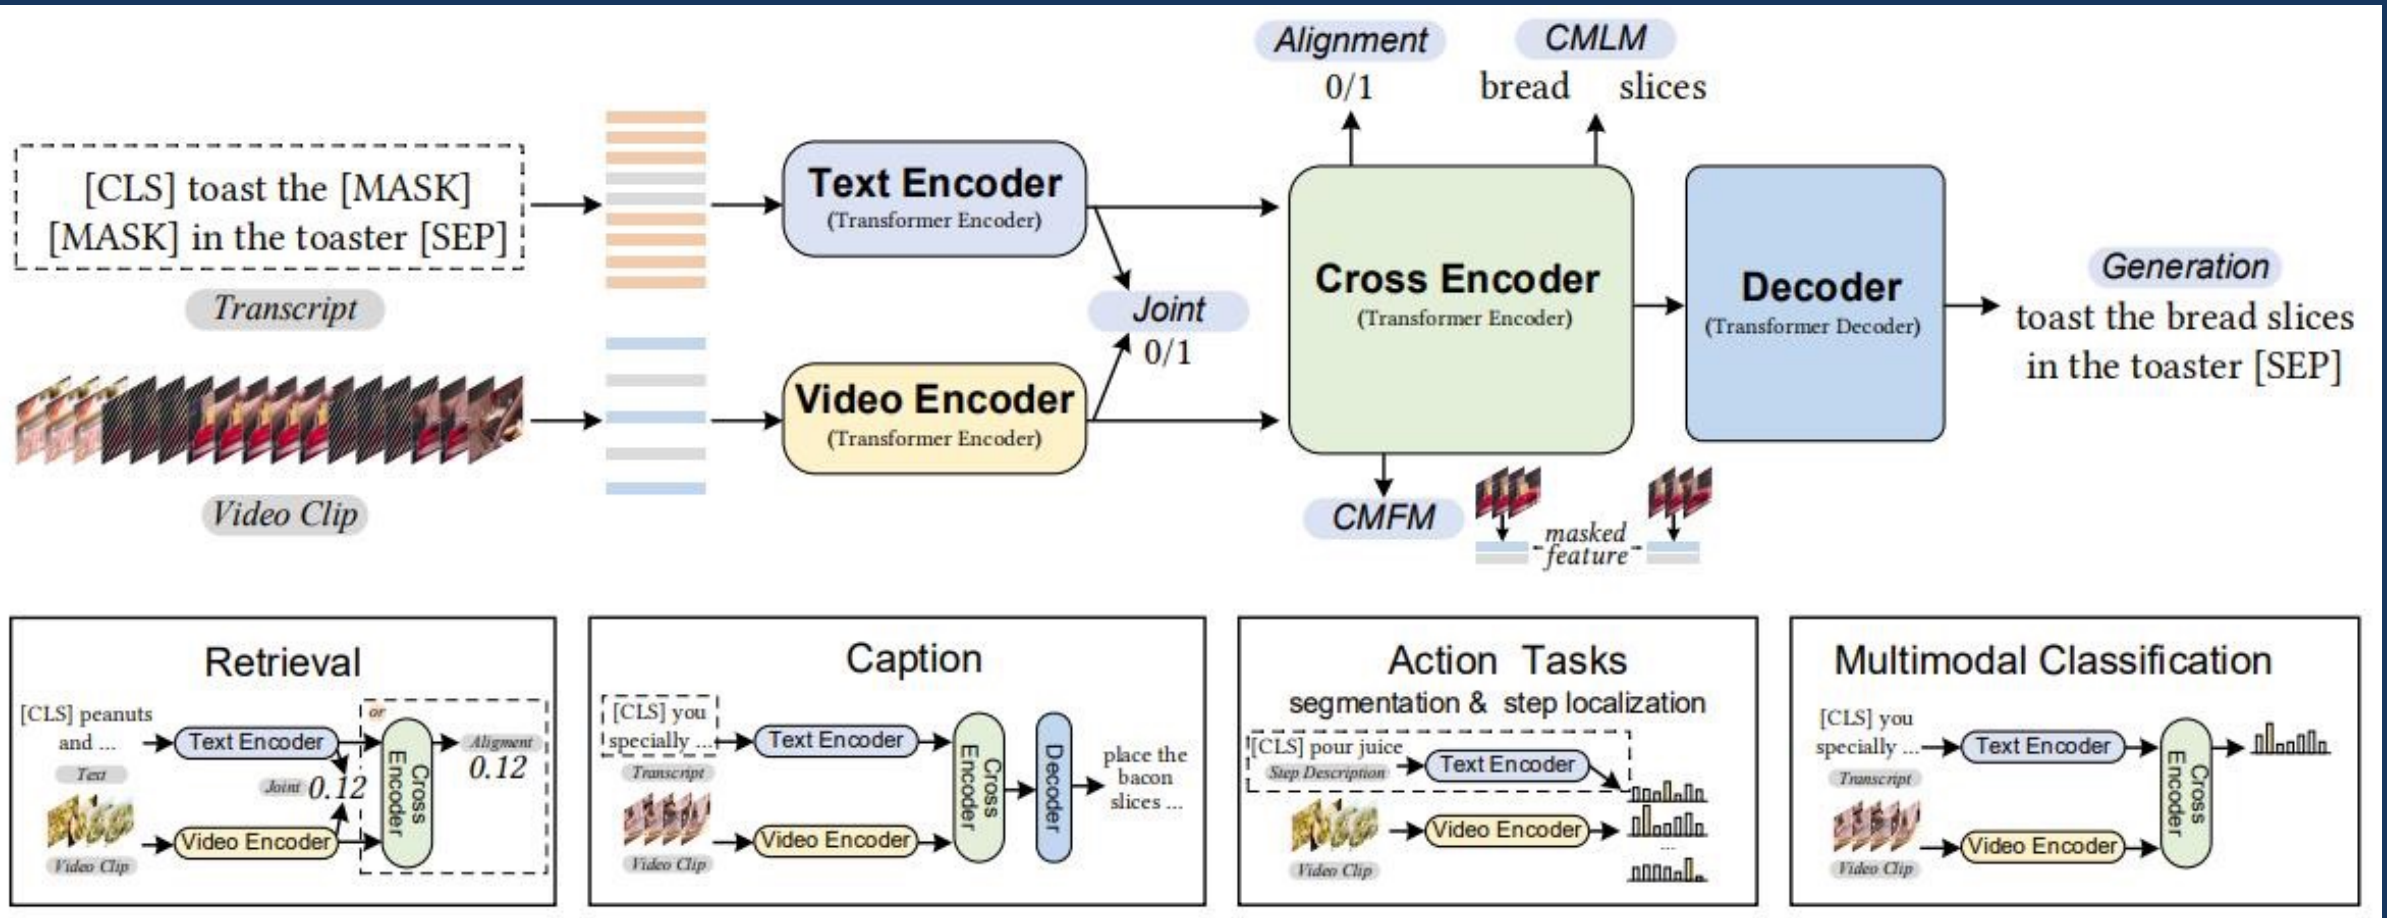 Alignment
0/1
CMLM
bread slices
[CLS] toast the [MASK]
[MASK] in the toaster [SEP]
Transcript
Video Clip
Text Encoder
(Transformer Encoder)
Joint
0/1
Video Encoder
(Transformer Encoder)
Cross Encoder
(Transformer Encoder)
CMFM
masked
feature
Decoder
(Transformer Decoder)
Generation
toast the bread slices
in the toaster [SEP]
Retrieval
[CLS] peanuts
and ...
Text
Video Clip
Text Encoder
Joint 0.12
Video Encoder
or
Cross
Encoder
Aligment
0.12
Caption
[CLS] you
specially ...
Transcript
Video Clip
Text Encoder
Video Encoder
Cross
Encoder
Decoder
place the
bacon
slices ...
Action Tasks
segmentation & step localization
[CLS] pour juice
Step Description
Text Encoder
Video Clip
Video Encoder
...
Multimodal Classification
[CLS] you
specially ...
Transcript
Video Clip
Text Encoder
Video Encoder
Cross
Encoder